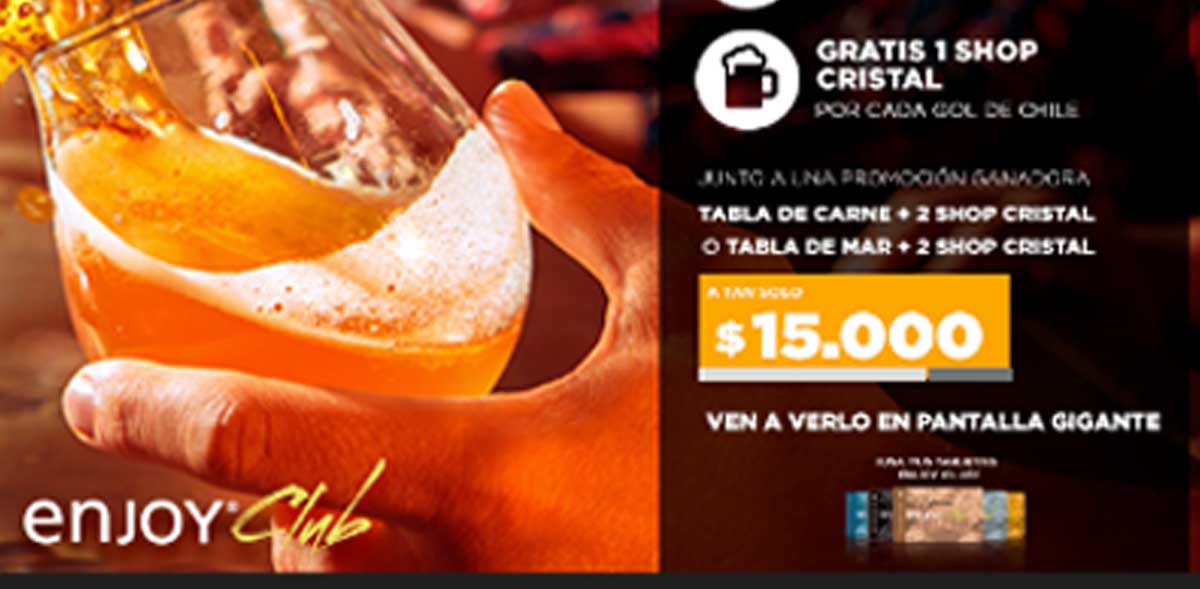 GRATIS 1 SHOP
CRISTAL
POR CADA GOL DE CHILE
JUNTO A UNA PROMOCIÓN GANADORA
TABLA DE CARNE + 2 SHOP CRISTAL
O TABLA DE MAR + 2 SHOP CRISTAL
A TAN SOLO
$15.000
VEN A VERLO EN PANTALLA GIGANTE
enJOY® Club